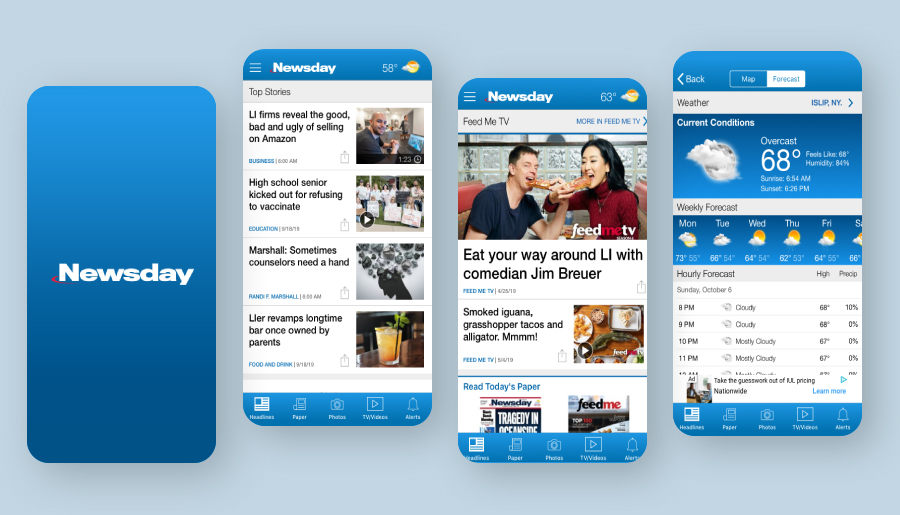 Newsday
Newsday
58°
Top Stories
LI firms reveal the good,
bad and ugly of selling
on Amazon
BUSINESS | 6:00 AM
1:23
High school senior
kicked out for refusing
to vaccinate
EDUCATION | 9/18/19
Marshall: Sometimes
counselors need a hand
RANDI F. MARSHALL | 6:00 AM
LIer revamps longtime
bar once owned by
parents
FOOD AND DRINK | 9/18/19
Headlines
Paper
Photos
TV/Videos
Alerts
Newsday
63°
Feed Me TV
MORE IN FEED ME TV
feedmetv
SEASON 6
Eat your way around LI with
comedian Jim Breuer
FEED ME TV | 4/25/19
Smoked iguana,
grasshopper tacos and
alligator. Mmmm!
FEED ME TV | 5/4/19
feedmetv
Read Today's Paper
Newsday
TRAGEDY IN
OCEANSIDE
feedme
TOP 100
Headlines
Paper
Photos
TV/Videos
Alerts
Back
Map
Forecast
Weather
ISLIP, NY.
Current Conditions
Overcast
68°
Feels Like: 68°
Humidity: 84%
Sunrise: 6:54 AM
Sunset: 6:26 PM
Weekly Forecast
Mon Tue Wed Thu Fri Sa
73° 55° 66° 54° 64° 54° 62° 53° 64° 55° 66°
Hourly Forecast High Precip
Sunday, October 6
8 PM Cloudy 68° 10%
9 PM Cloudy 68° 0%
10 PM Mostly Cloudy 67° 0%
11 PM Mostly Cloudy 67° 0%
Ad
Take the guesswork out of IUL pricing
Nationwide
Learn more
Headlines
Paper
Photos
TV/Videos
Alerts